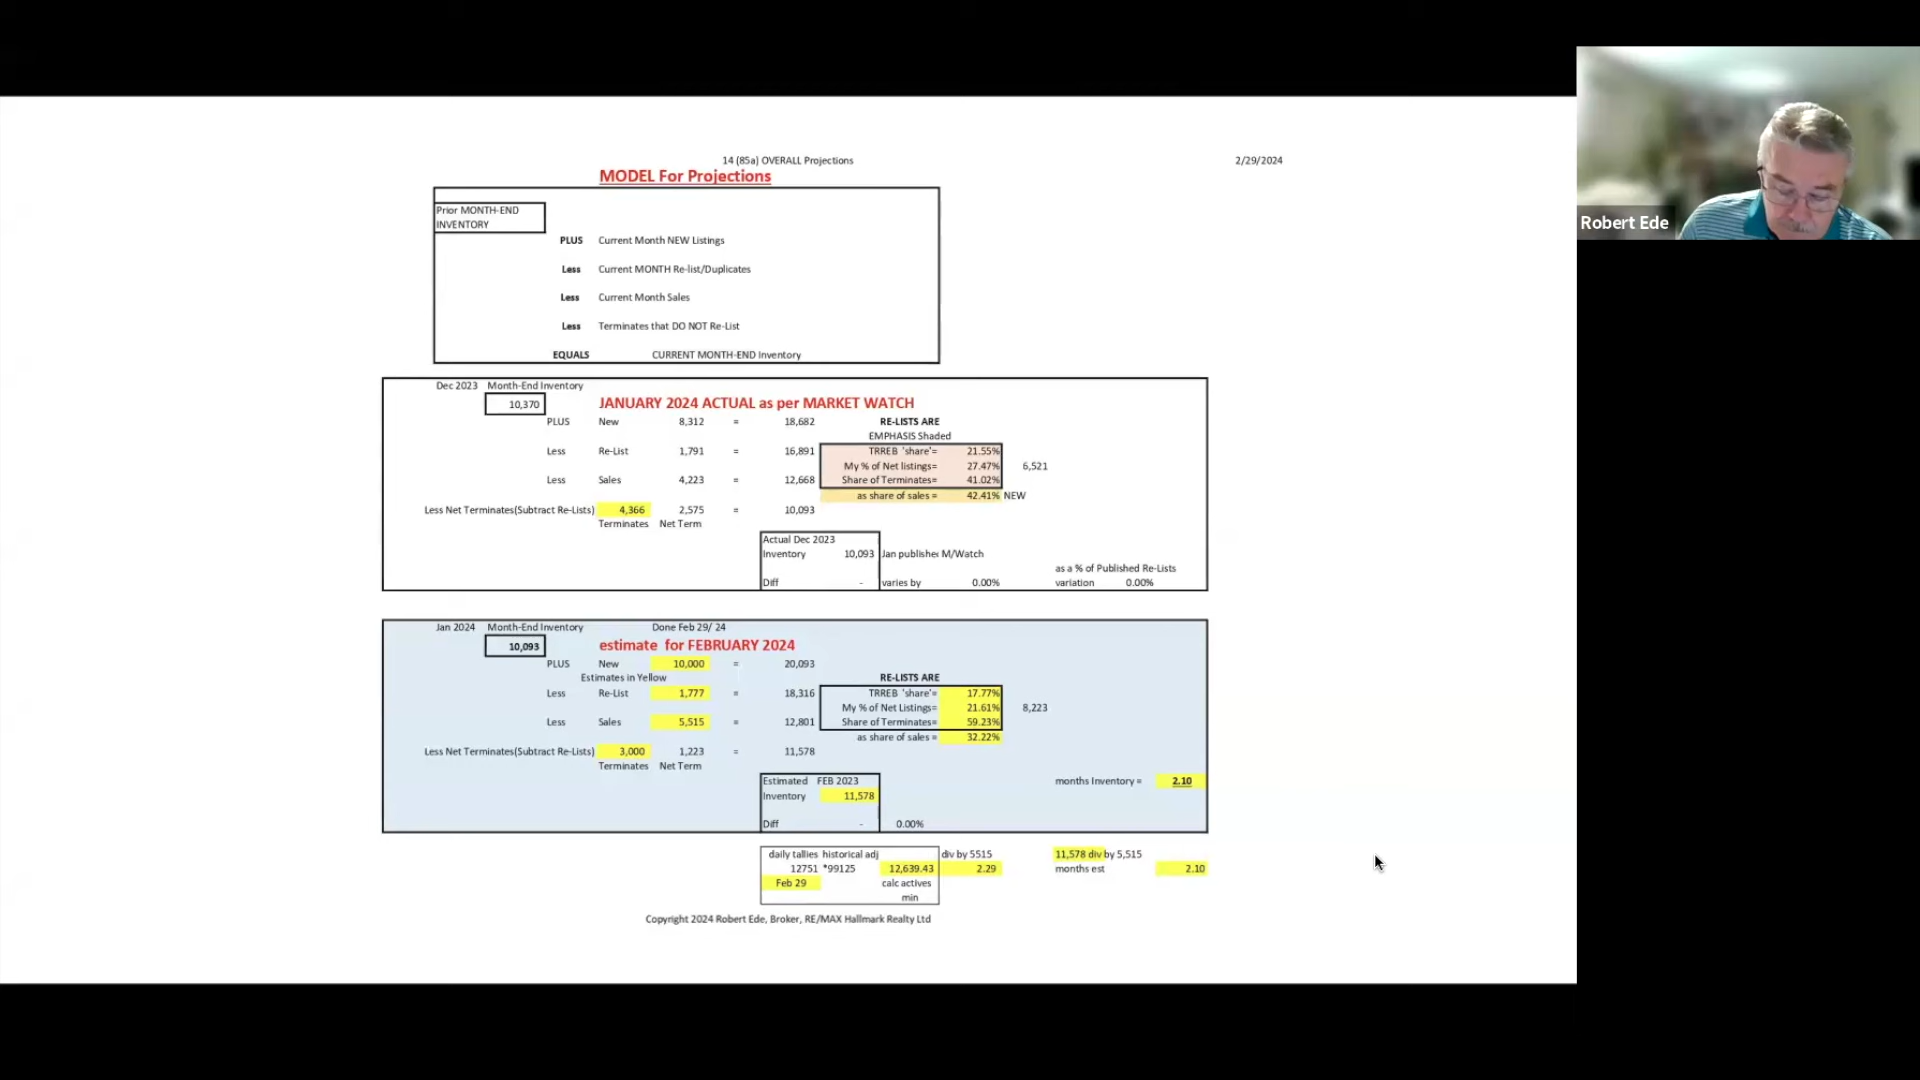 14 (85a) OVERALL Projections 2/29/2024
MODEL For Projections
Prior MONTH-END
INVENTORY
PLUS Current Month NEW Listings
Less Current MONTH Re-list/Duplicates
Less Current Month Sales
Less Terminates that DO NOT Re-List
EQUALS CURRENT MONTH-END Inventory
Dec 2023 Month-End Inventory
10,370 JANUARY 2024 ACTUAL as per MARKET WATCH
PLUS New 8,312 = 18,682 RE-LISTS ARE
EMPHASIS Shaded
Less Re-List 1,791 = 16,891 TRREB 'share'= 21.55%
My % of Net listings= 27.47% 6,521
Less Sales 4,223 = 12,668 Share of Terminates= 41.02%
as share of sales = 42.41% NEW
Less Net Terminates(Subtract Re-Lists) 4,366 2,575 = 10,093
Terminates Net Term
Actual Dec 2023
Inventory 10,093 Jan publishe M/Watch
as a % of Published Re-Lists
Diff - varies by 0.00% variation 0.00%
Jan 2024 Month-End Inventory Done Feb 29/ 24
10,093 estimate for FEBRUARY 2024
PLUS New 10,000 = 20,093
Estimates in Yellow RE-LISTS ARE
Less Re-List 1,777 = 18,316 TRREB 'share'= 17.77%
My % of Net Listings= 21.61% 8,223
Less Sales 5,515 = 12,801 Share of Terminates= 59.23%
as share of sales = 32.22%
Less Net Terminates(Subtract Re-Lists) 3,000 1,223 = 11,578
Terminates Net Term
Estimated FEB 2023 months Inventory = 2.10
Inventory 11,578
Diff - 0.00%
daily tallies historical adj div by 5515 11,578 div by 5,515
12751 *99125 12,639.43 2.29 months est 2.10
Feb 29 calc actives
min
Copyright 2024 Robert Ede, Broker, RE/MAX Hallmark Realty Ltd
Robert Ede